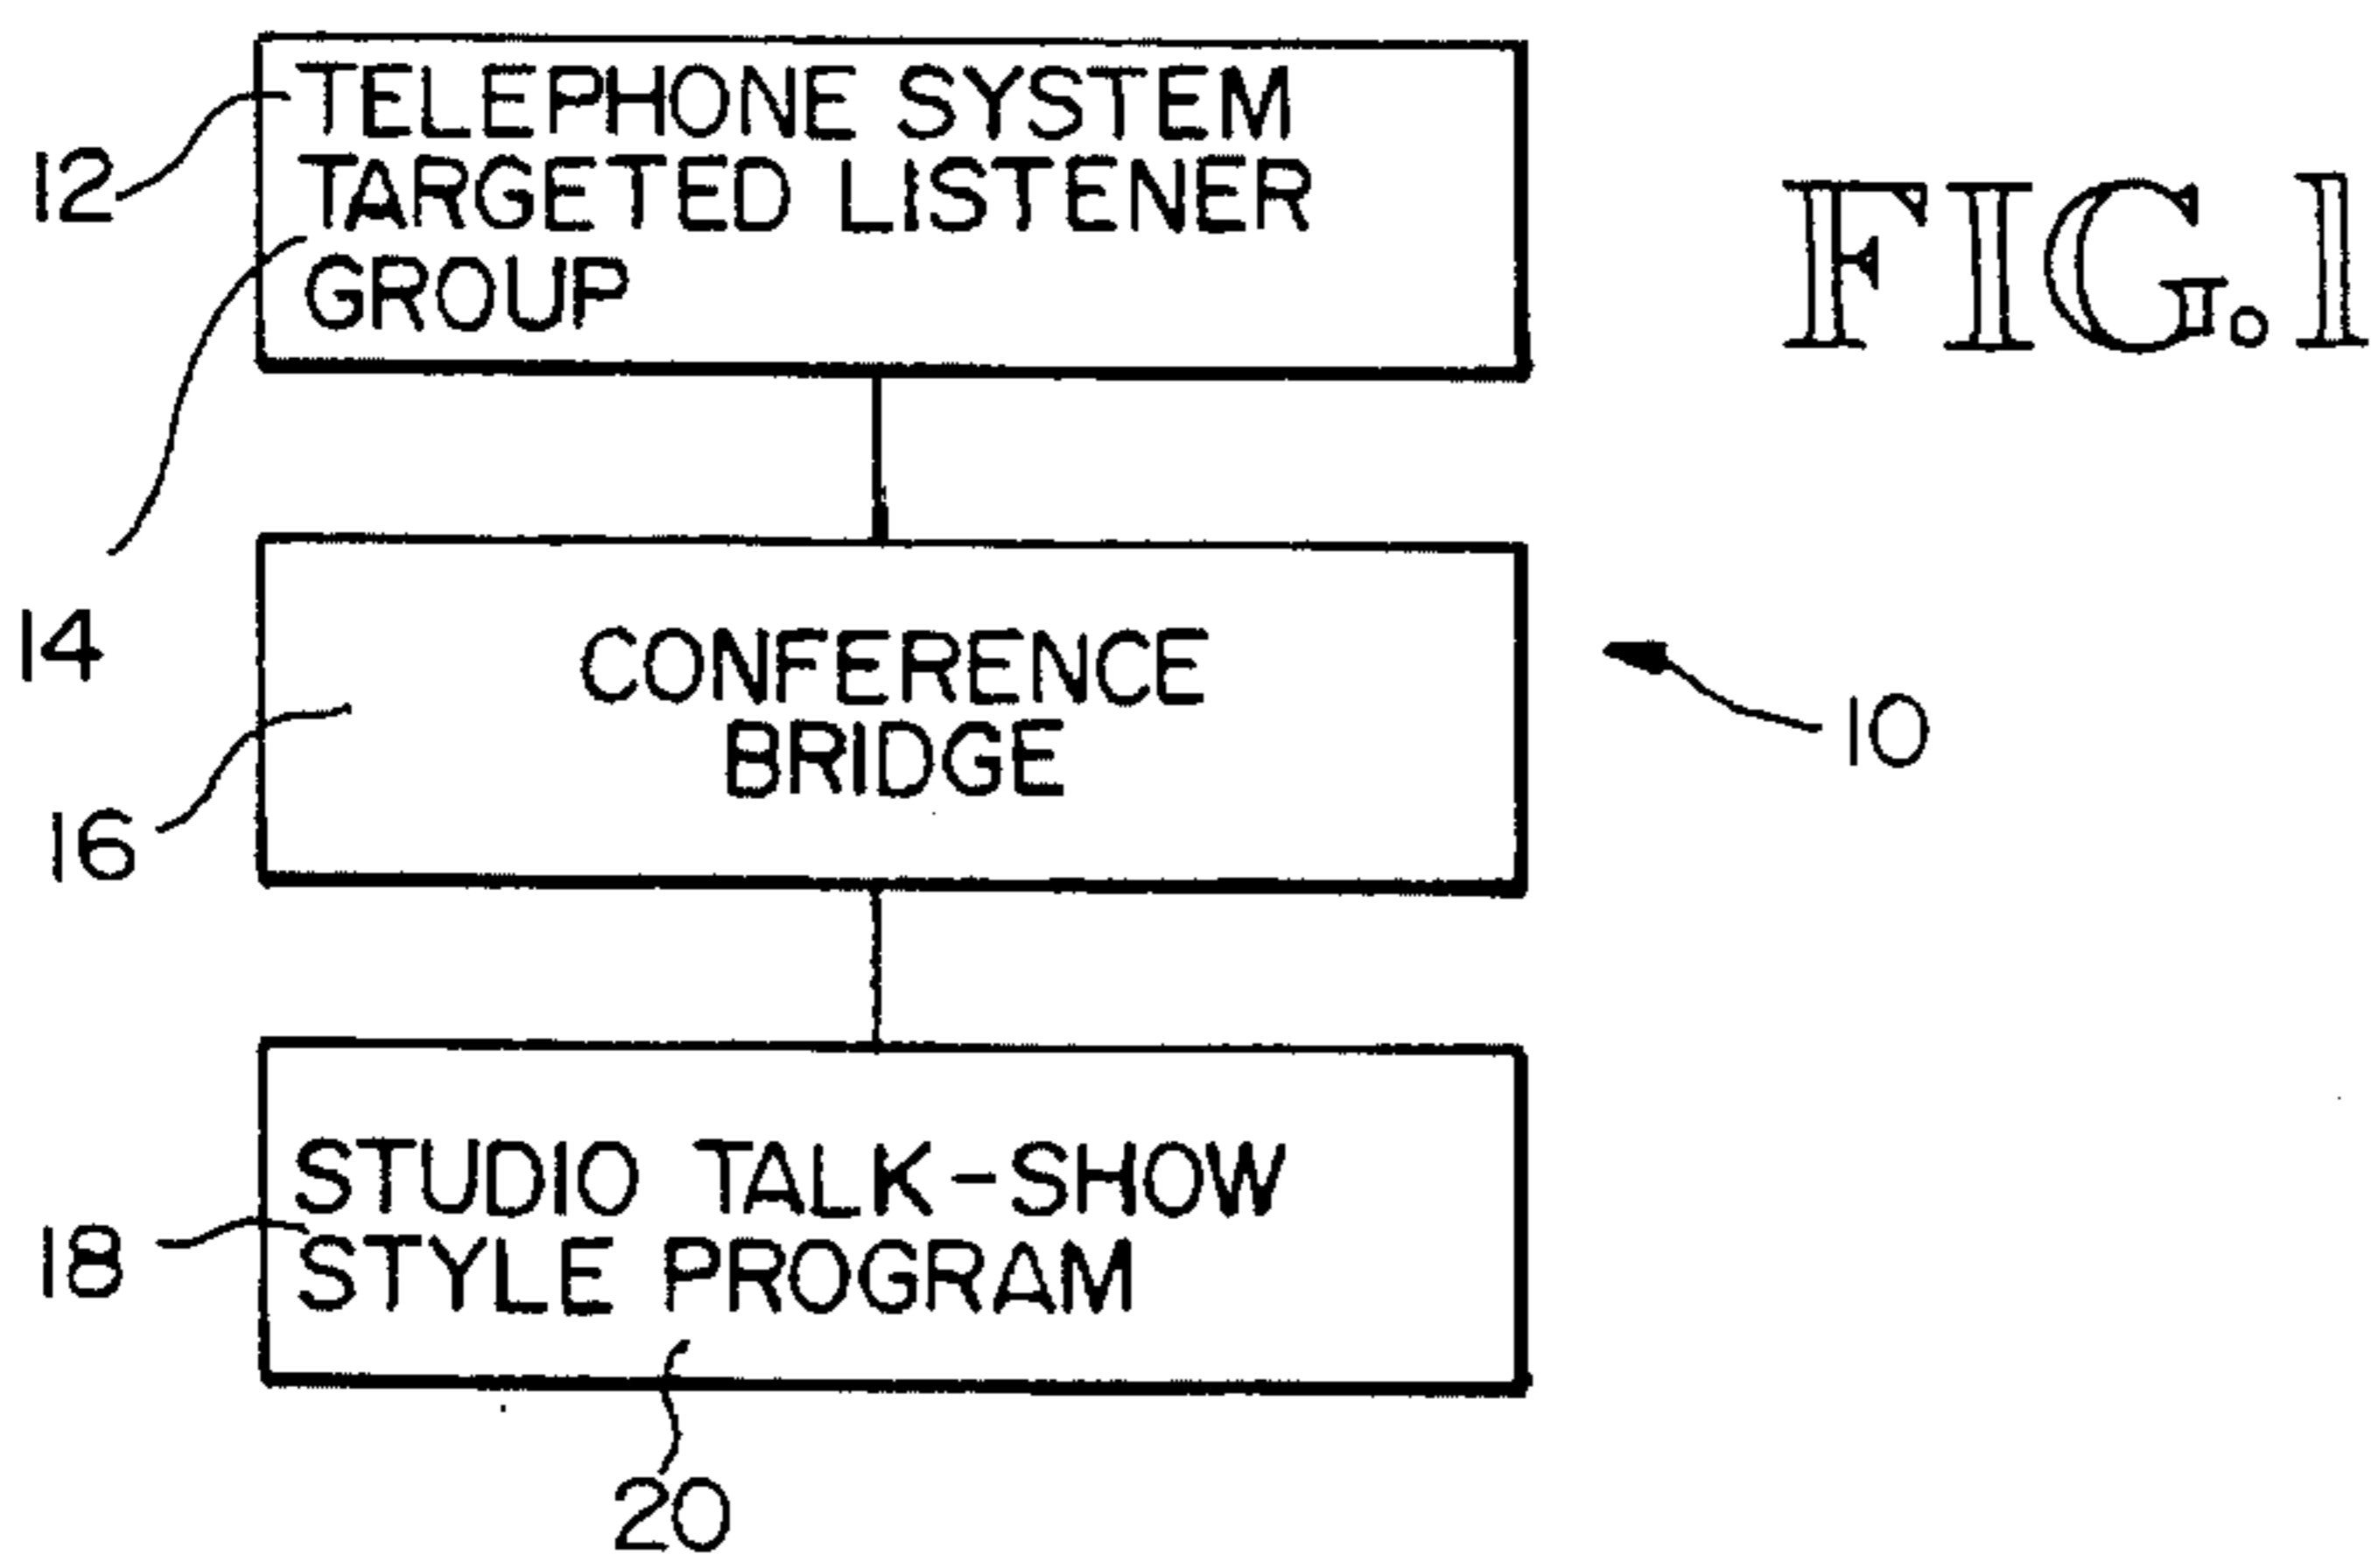 TELEPHONE SYSTEM
12
TARGETED LISTENER
GROUP
FIG.1
14
CONFERENCE
BRIDGE
10
16
STUDIO TALK-SHOW
18
STYLE PROGRAM
20